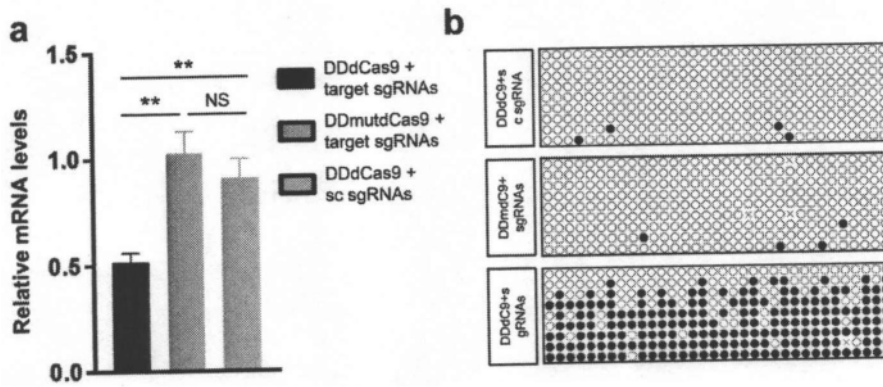 a
Relative mRNA levels
1.5
1.0
0.5
0.0
**
**
NS
DDdCas9 +
target sgRNAs
DDmutdCas9 +
target sgRNAs
DDdCas9 +
sc sgRNAs
b
DDdC9+s
c sgRNA
DDmdC9+
sgRNAs
DDdC9+s
gRNAs